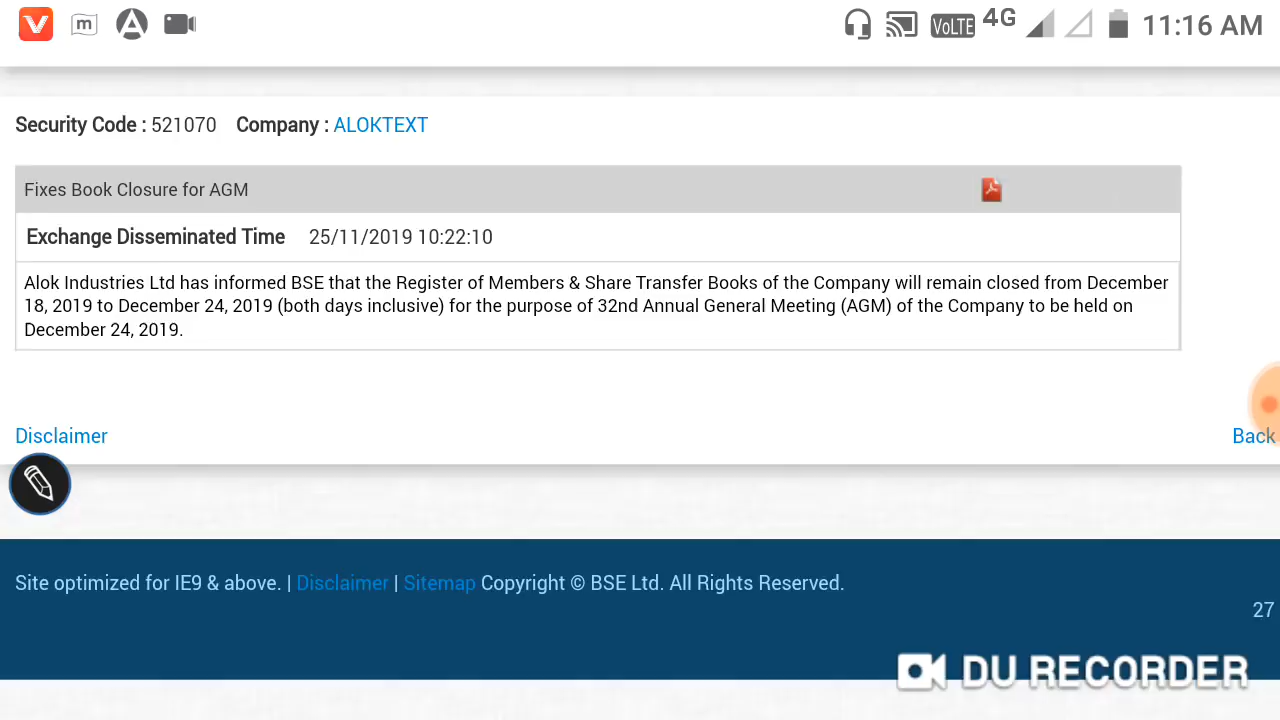 m
VoLTE 4G 11:16 AM
Security Code : 521070 Company : ALOKTEXT
Fixes Book Closure for AGM
Exchange Disseminated Time 25/11/2019 10:22:10
Alok Industries Ltd has informed BSE that the Register of Members & Share Transfer Books of the Company will remain closed from December
18, 2019 to December 24, 2019 (both days inclusive) for the purpose of 32nd Annual General Meeting (AGM) of the Company to be held on
December 24, 2019.
Disclaimer Back
Site optimized for IE9 & above. | Disclaimer | Sitemap Copyright © BSE Ltd. All Rights Reserved.
27
DU RECORDER